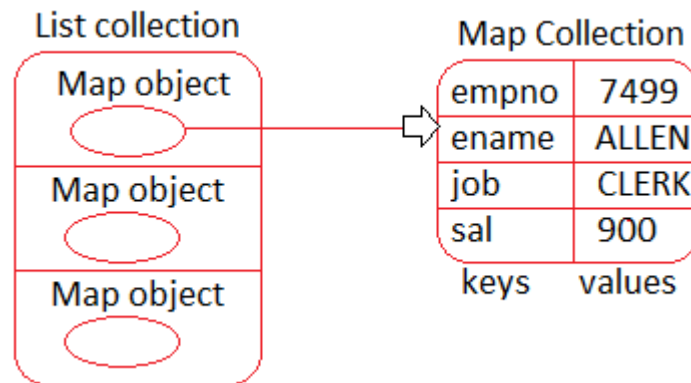 List collection
Map object
Map object
Map object
Map Collection
empno 7499
ename ALLEN
job CLERK
sal 900
keys values